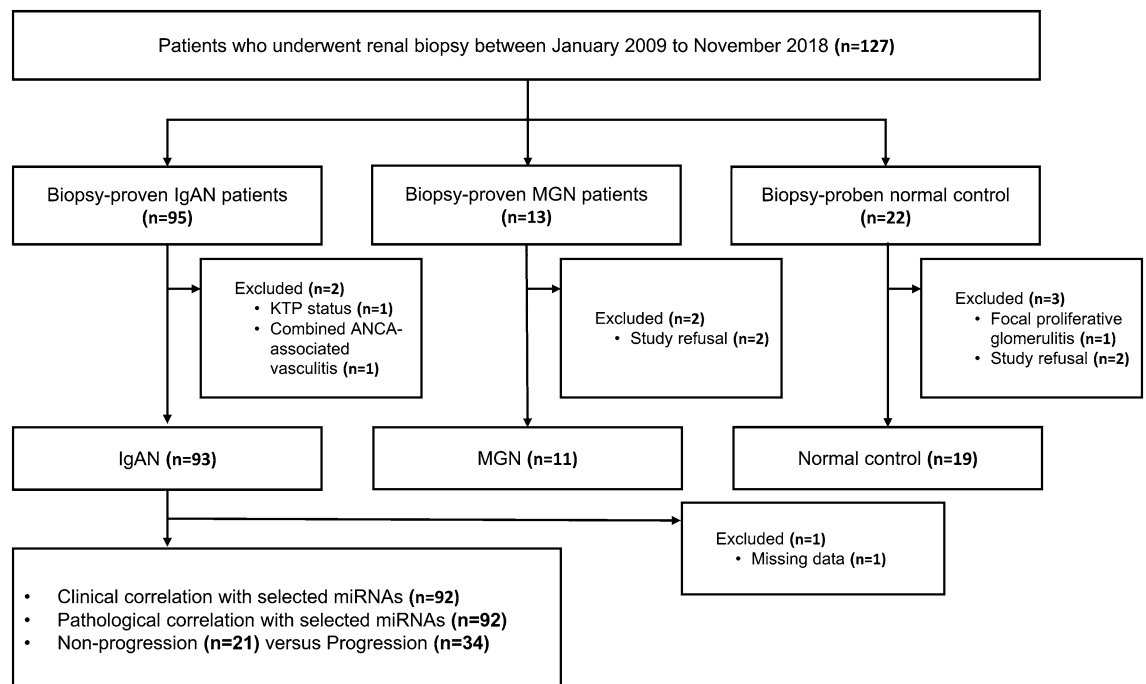 Patients who underwent renal biopsy between January 2009 to November 2018 (n=127)
Biopsy-proven IgAN patients
(n=95)
Biopsy-proven MGN patients
(n=13)
Biopsy-proben normal control
(n=22)
Excluded (n=2)
• KTP status (n=1)
• Combined ANCA-
associated
vasculitis (n=1)
Excluded (n=2)
• Study refusal (n=2)
Excluded (n=3)
• Focal proliferative
glomerulitis (n=1)
• Study refusal (n=2)
IgAN (n=93)
MGN (n=11)
Normal control (n=19)
Excluded (n=1)
• Missing data (n=1)
• Clinical correlation with selected miRNAs (n=92)
• Pathological correlation with selected miRNAs (n=92)
• Non-progression (n=21) versus Progression (n=34)